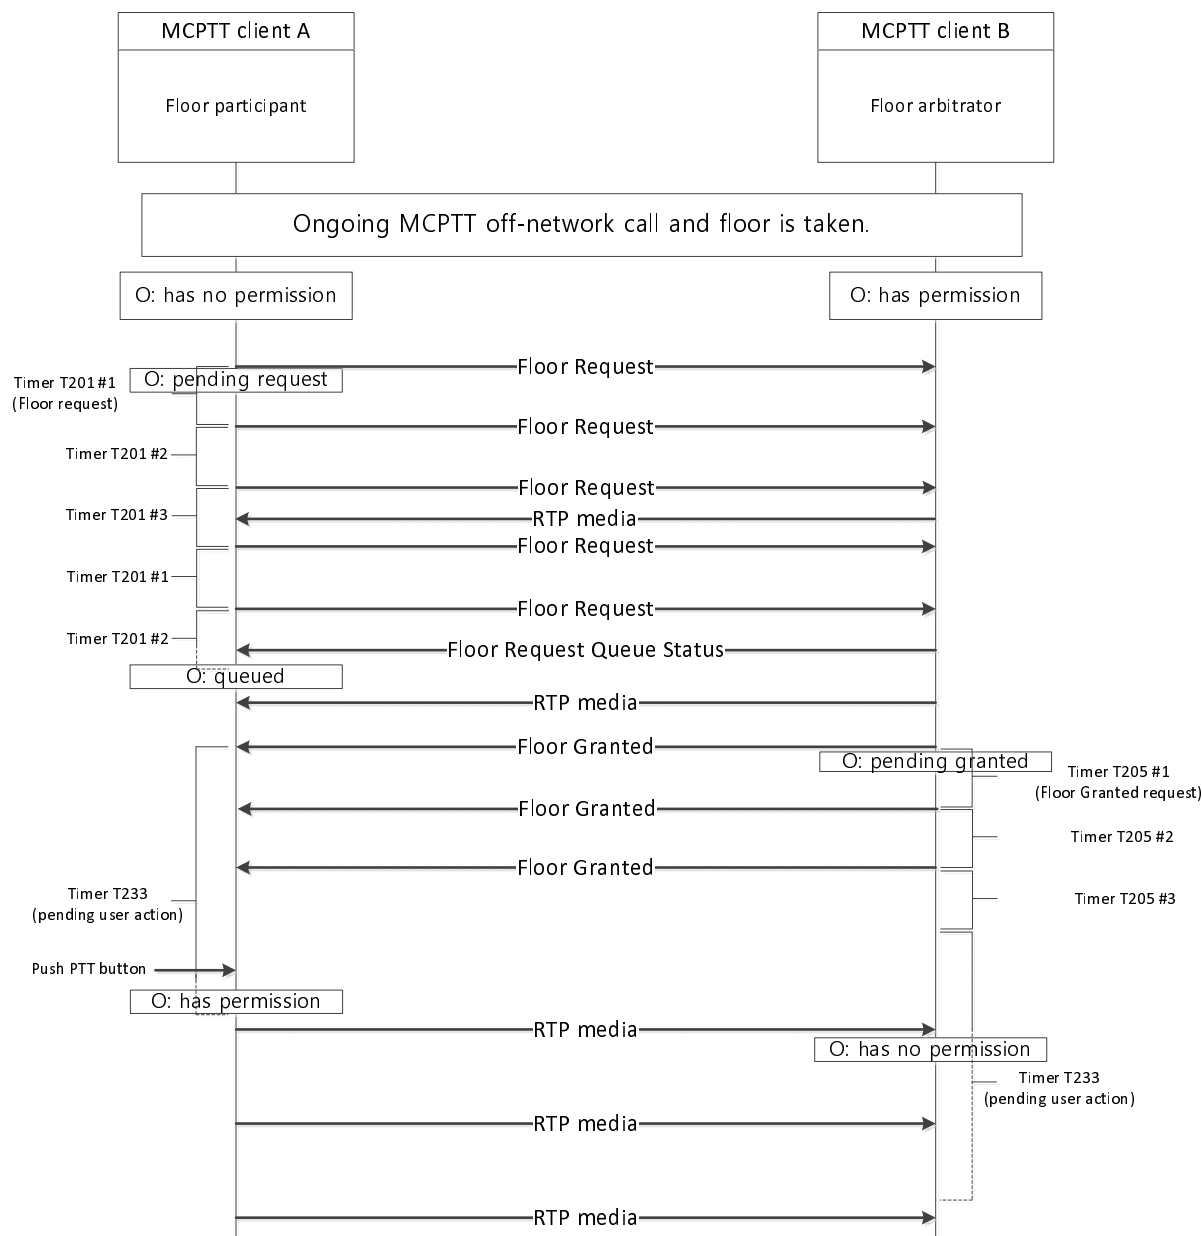 MCPTT client A
MCPTT client B
Floor participant
Floor arbitrator
Ongoing MCPTT off-network call and floor is taken.
O: has no permission
O: has permission
Floor Request
O: pending request
Timer T201 #1
(Floor request)
Floor Request
Timer T201 #2
Floor Request
Timer T201 #3
RTP media
Floor Request
Timer T201 #1
Floor Request
Timer T201 #2
Floor Request Queue Status
O: queued
RTP media
Floor Granted
O: pending granted
Timer T205 #1
(Floor Granted request)
Floor Granted
Timer T205 #2
Floor Granted
Timer T233
(pending user action)
Timer T205 #3
Push PTT button
O: has permission
RTP media
O: has no permission
Timer T233
(pending user action)
RTP media
RTP media